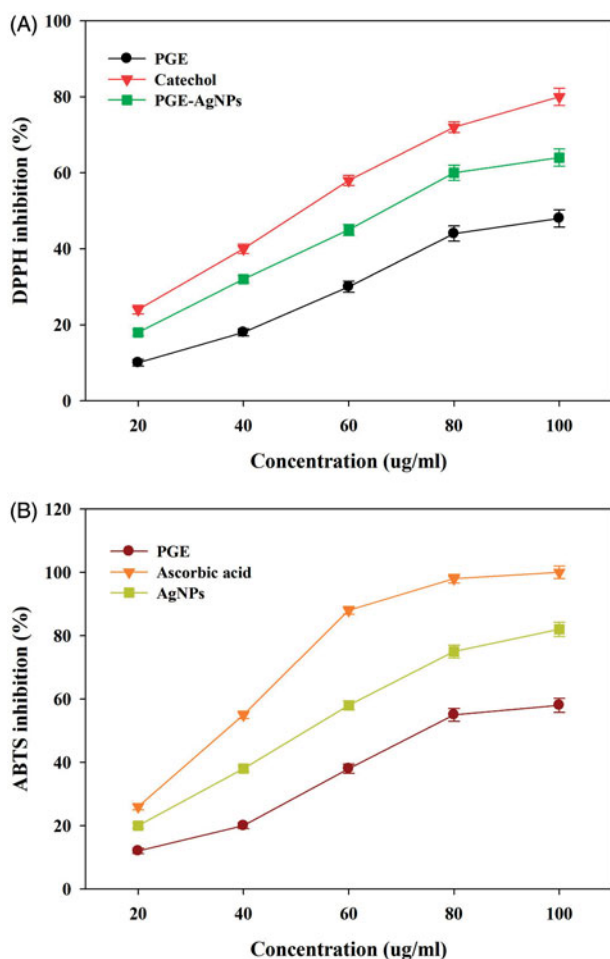 (A)
100
80
60
40
20
0
DPPH inhibition (%)
PGE
Catechol
PGE-AgNPs
20 40 60 80 100
Concentration (ug/ml)
(B)
120
100
80
60
40
20
0
ABTS inhibition (%)
PGE
Ascorbic acid
AgNPs
20 40 60 80 100
Concentration (ug/ml)